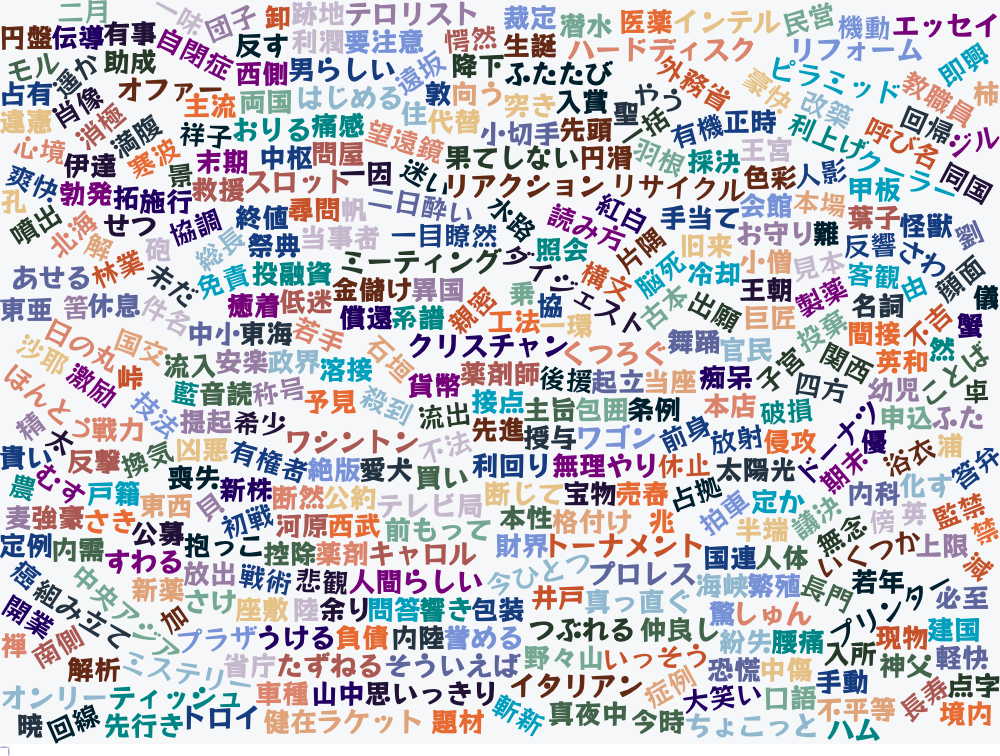 二月 一味 団子 卸 跡地 テロリスト 裁定 潜水 医薬 インテル 民営 機動 エッセイ
円盤 伝導 有事 自閉症 反す 利潤 要注意 愕然 生誕 ハードディスク リフォーム 即興
モル 遥か 助成 西側 男らしい 遠坂 降下 ふたたび 外務省 豪快 ピラミッド 教職員 柿
占有 肖像 オファー 主流 両国 はじめる 住 敦 向う 突き 入賞 聖 やう 改築 回帰 ジル
違憲 消極 満腹 祥子 おりる 痛感 望遠鏡 代替 小切手 先頭 一括 有機 正時 利上げ 呼び名
心境 伊達 寒波 末期 中枢 問屋 一因 迷い 果てしない 円滑 羽根 採決 王宮 クーラー 同国
爽快 勃発 拓 施行 景 救援 スロット リアクション リサイクル 色彩 人影 甲板
孔 噴出 北海 せつ 協調 終値 尋問 帆 二日酔い 水路 読み方 紅白 手当て 会館 本場 葉子 怪獣 劉
解 砲 総長 祭典 当事者 一目瞭然 照会 片隅 旧来 お守り 難 反響 さわ
あせる 林業 未だ 免責 投融資 ミーティング ダイジェスト 構文 脳死 冷却 小僧 見本 客観 由 顔面 儀
東亜 筈 休息 件名 癒着 低迷 金儲け 異国 乗 協 古本 出願 王朝 製薬 名詞
日の丸 国交 中小 東海 若手 償還 系譜 親密 工法 一環 巨匠 投棄 間接 不吉 蟹
沙耶 流入 安楽 政界 溶接 石垣 クリスチャン くつろぐ 舞踊 官民 子宮 関西 英和 然 ことば
ほんとう 激励 峠 藍 音読 称号 予見 殺到 貨幣 薬剤師 後援 起立 当座 痴呆 四方 幼児 卓
精 太 戦力 技法 提起 希少 流出 接点 主旨 包囲 条例 本店 破損 ドーナツ 申込 ふた
貴い 反撃 換気 凶悪 有権者 ワシントン 不法 先進 授与 ワゴン 前身 放射 侵攻 優 浴衣 浦
農 むす 戸籍 喪失 新株 絶版 愛犬 買い 利回り 無理やり 休止 太陽光 期末 答弁
麦 強豪 さき 東西 貝 初戦 断然 公約 テレビ局 断じて 宝物 売春 占拠 拍車 定か 議決 内科 化す 監禁
定例 内需 公募 抱っこ 河原 西武 前もって 本性 格付け 兆 半端 無念 傍 英 禁
すわる 控除 薬剤 キャロル 財界 トーナメント 国連 人体 いくつか 上限 滅
癌 組み立て 中央アジア 新薬 放出 戦術 悲観 人間らしい 今ひとつ プロレス 海峡 繁殖 長門 若年 必至
開業 亘 さけ 座敷 陸 余り 問答 響き 包装 井戸 真っ直ぐ 驚 しゅん プリンター
禅 南側 プラザ うける 負債 内陸 誉める つぶれる 仲良し 紛失 腰痛 入所 現物 建国
解析 ミステリー 省庁 たずねる そういえば 野々山 いっそう 恐慌 中傷 神父 軽快
オンリー ティッシュ 車種 山中 思いっきり イタリアン 症例 大笑い 口語 手動 長寿 点字
暁 回線 先行き トロイ 健在 ラケット 題材 斬新 真夜中 今時 ちょこっと 不平等 ハム 境内